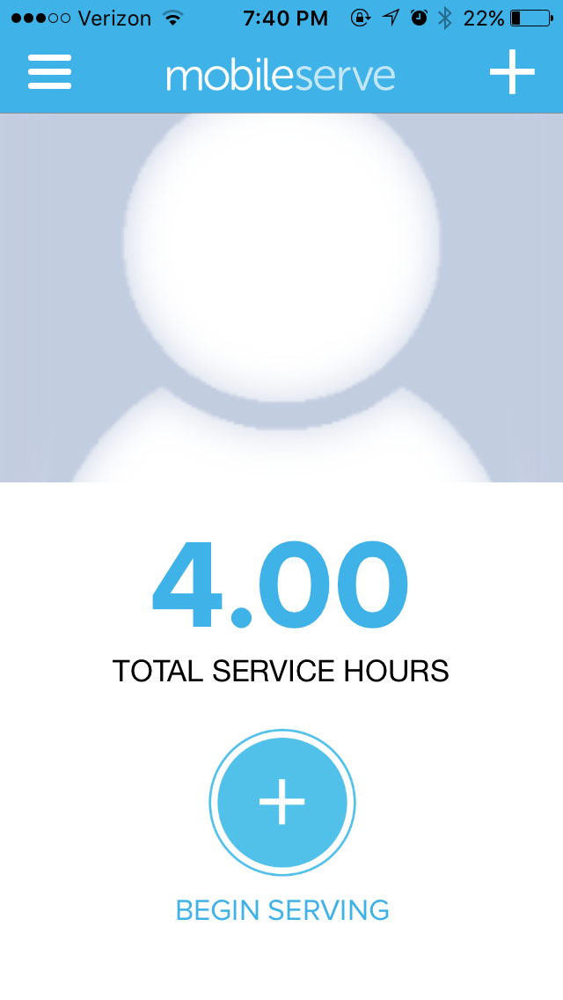 Verizon 7:40 PM 22%
mobileserve
4.00
TOTAL SERVICE HOURS
BEGIN SERVING